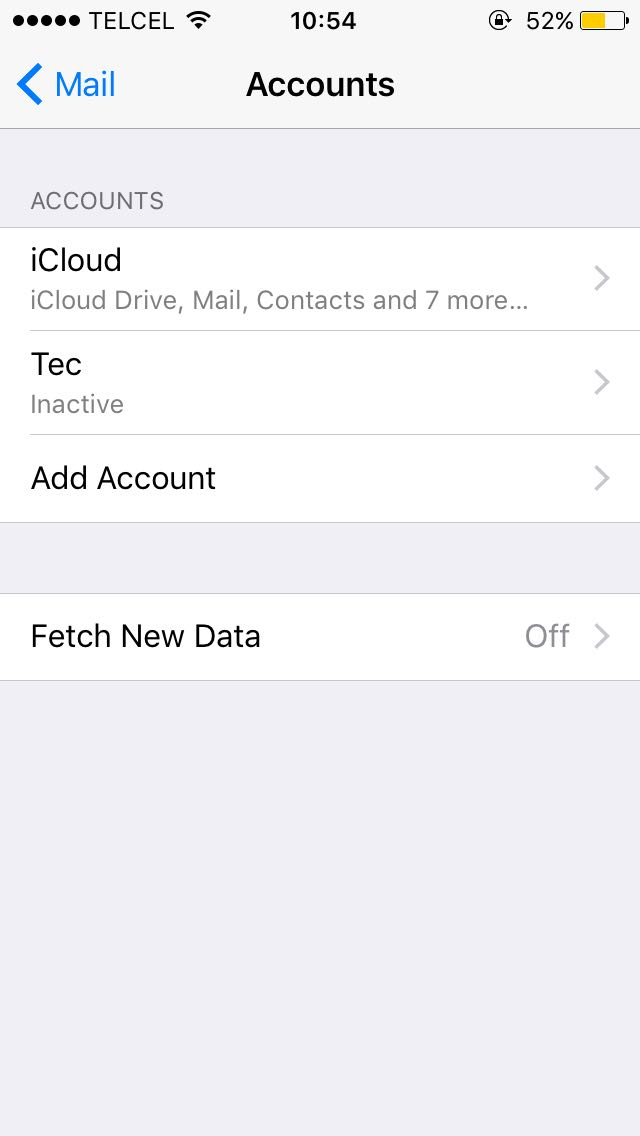 TELCEL 10:54 52%
Mail Accounts
ACCOUNTS
iCloud
iCloud Drive, Mail, Contacts and 7 more...
Tec
Inactive
Add Account
Fetch New Data Off